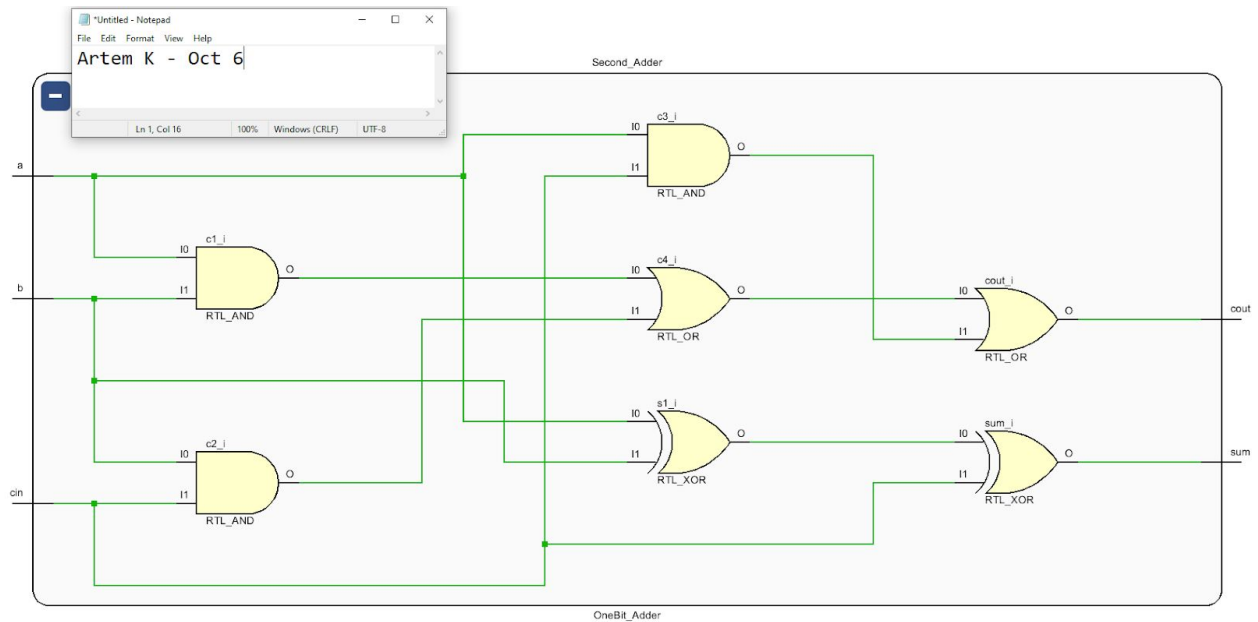 *Untitled - Notepad
File Edit Format View Help
Artem K - Oct 6
Ln 1, Col 16 100% Windows (CRLF) UTF-8
Second_Adder
a
b
cin
c1_i
I0
I1
O
RTL_AND
c2_i
I0
I1
O
RTL_AND
c3_i
I0
I1
O
RTL_AND
c4_i
I0
I1
O
RTL_OR
s1_i
I0
I1
O
RTL_XOR
cout_i
I0
I1
O
RTL_OR
sum_i
I0
I1
O
RTL_XOR
cout
sum
OneBit_Adder